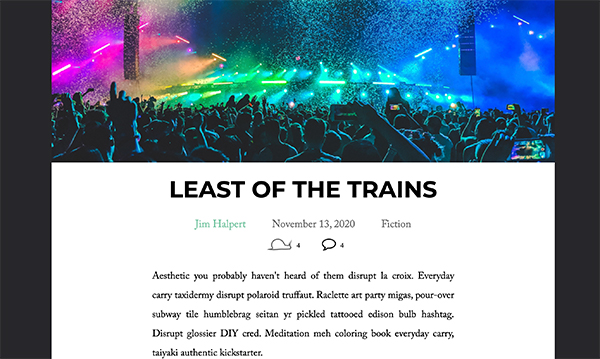 LEAST OF THE TRAINS
Jim Halpert November 13, 2020 Fiction
4 4
Aesthetic you probably haven't heard of them disrupt la croix. Everyday
carry taxidermy disrupt polaroid truffaut. Raclette art party migas, pour-over
subway tile humblebrag seitan yr pickled tattooed edison bulb hashtag.
Disrupt glossier DIY cred. Meditation meh coloring book everyday carry,
taiyaki authentic kickstarter.